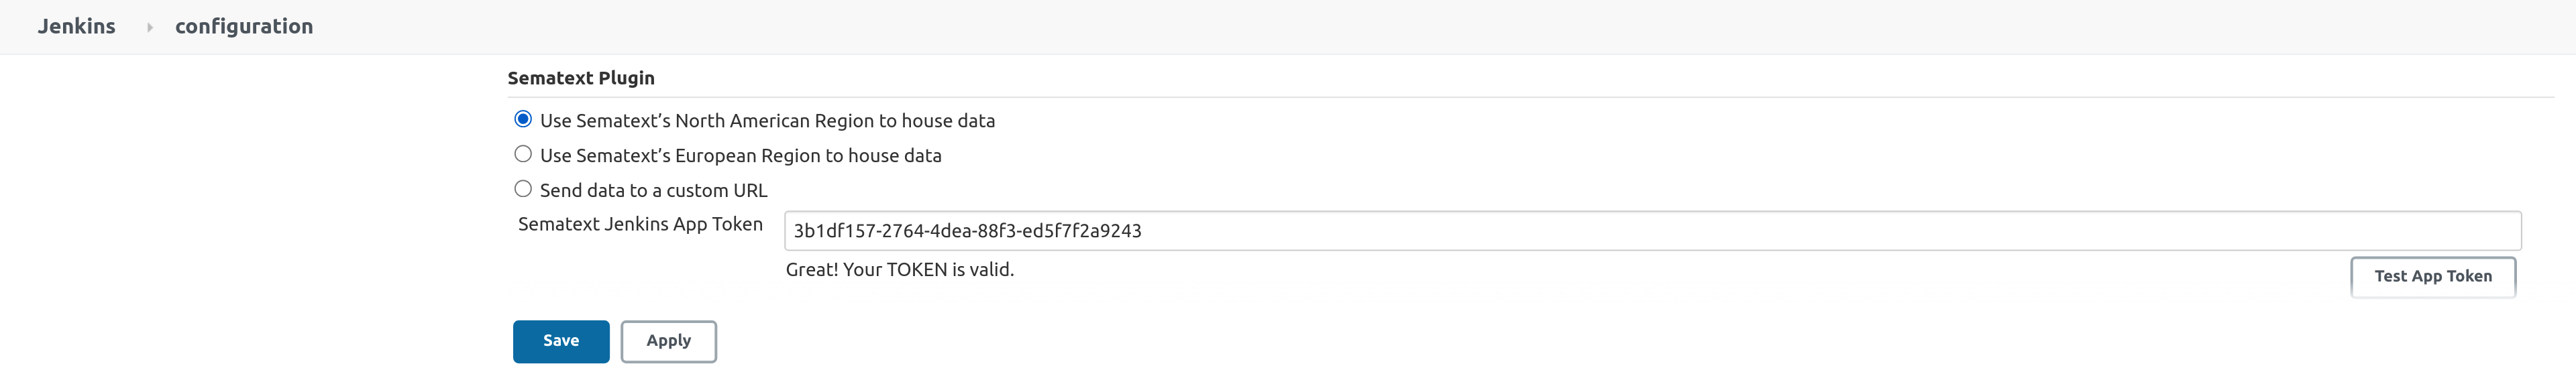 Jenkins configuration
Sematext Plugin
Use Sematext’s North American Region to house data
Use Sematext’s European Region to house data
Send data to a custom URL
Sematext Jenkins App Token 3b1df157-2764-4dea-88f3-ed5f7f2a9243
Great! Your TOKEN is valid.
Test App Token
Save Apply